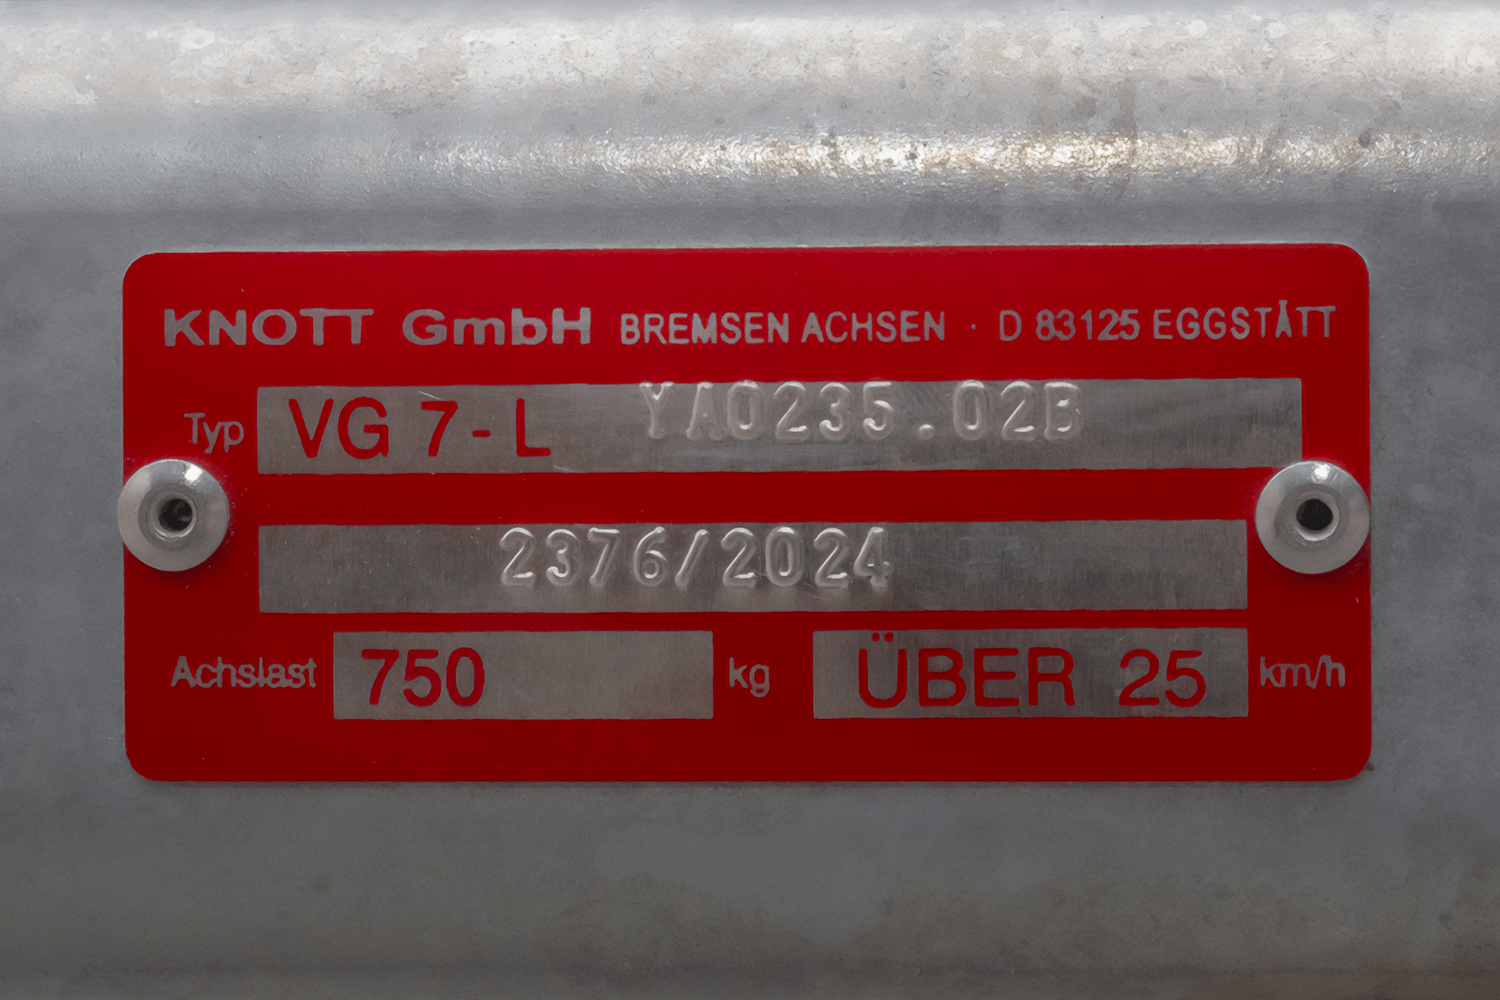 KNOTT GmbH BREMSEN ACHSEN · D 83125 EGGSTÄTT
Typ VG 7-L YA0235.02B
2376/2024
Achslast 750 kg ÜBER 25 km/h